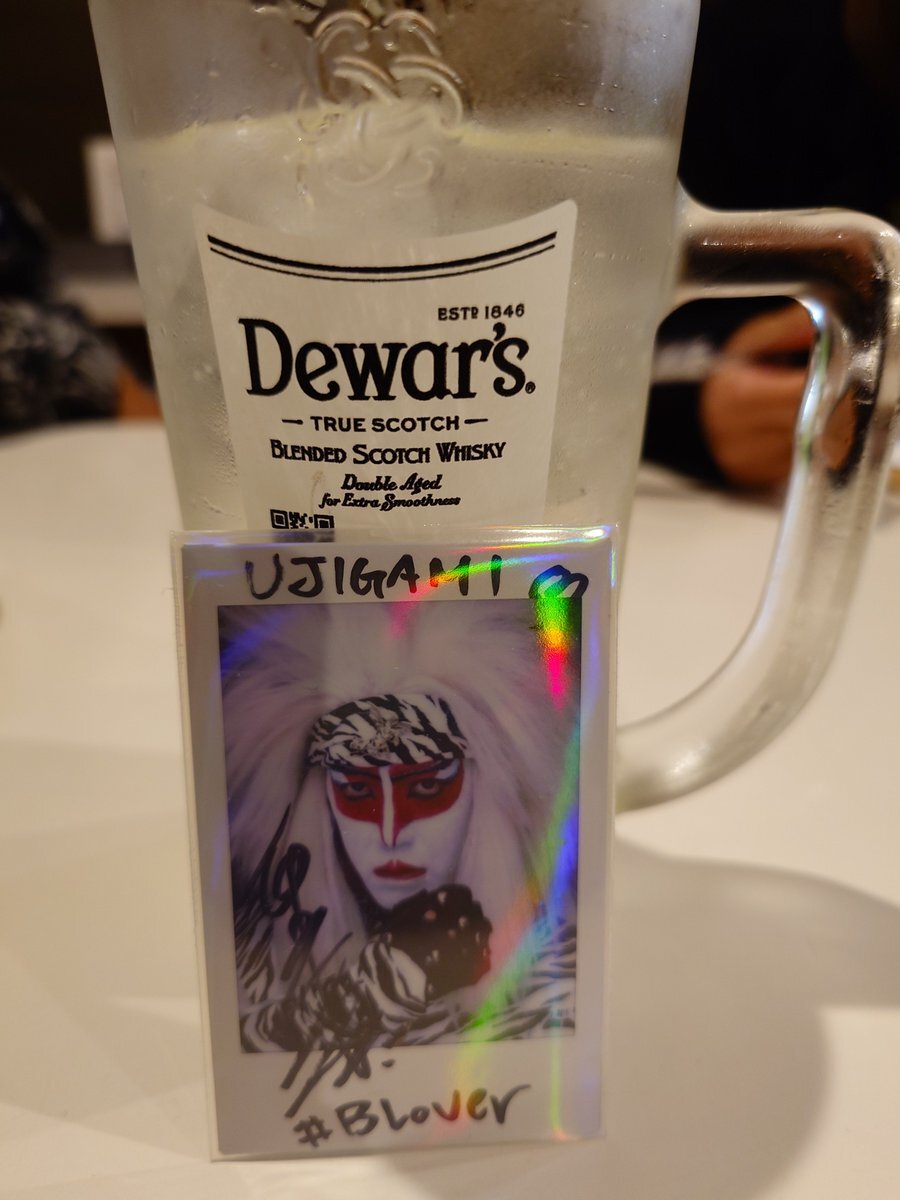 ESTD 1846
Dewar's®
TRUE SCOTCH
BLENDED SCOTCH WHISKY
Double Aged
for Extra Smoothness
UJIGAMI
#BLover